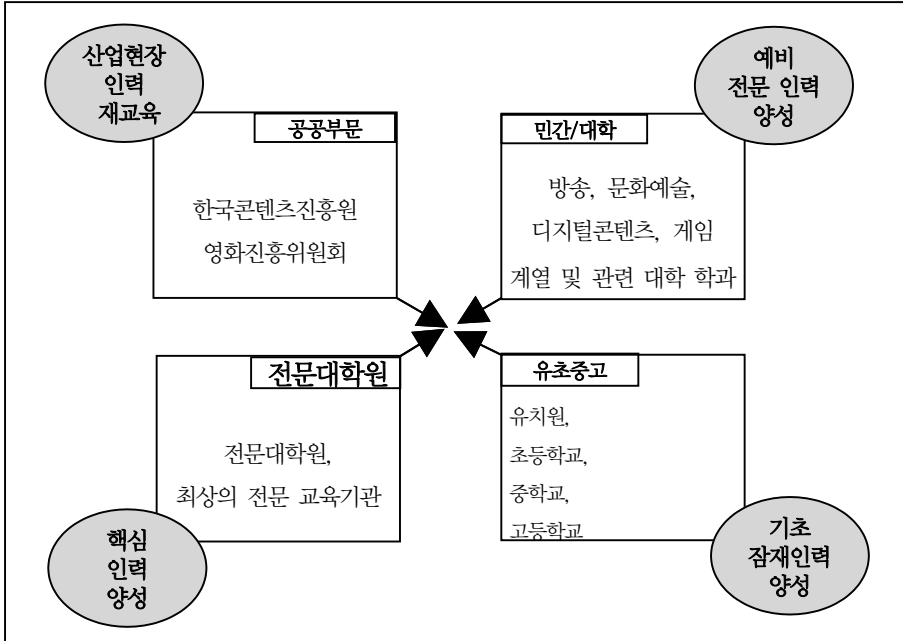 산업현장
인력
재교육
공공부문
한국콘텐츠진흥원
영화진흥위원회
예비
전문 인력
양성
민간/대학
방송, 문화예술,
디지털콘텐츠, 게임
계열 및 관련 대학 학과
전문대학원
전문대학원,
최상의 전문 교육기관
핵심
인력
양성
유초중고
유치원,
초등학교,
중학교,
고등학교
기초
잠재인력
양성